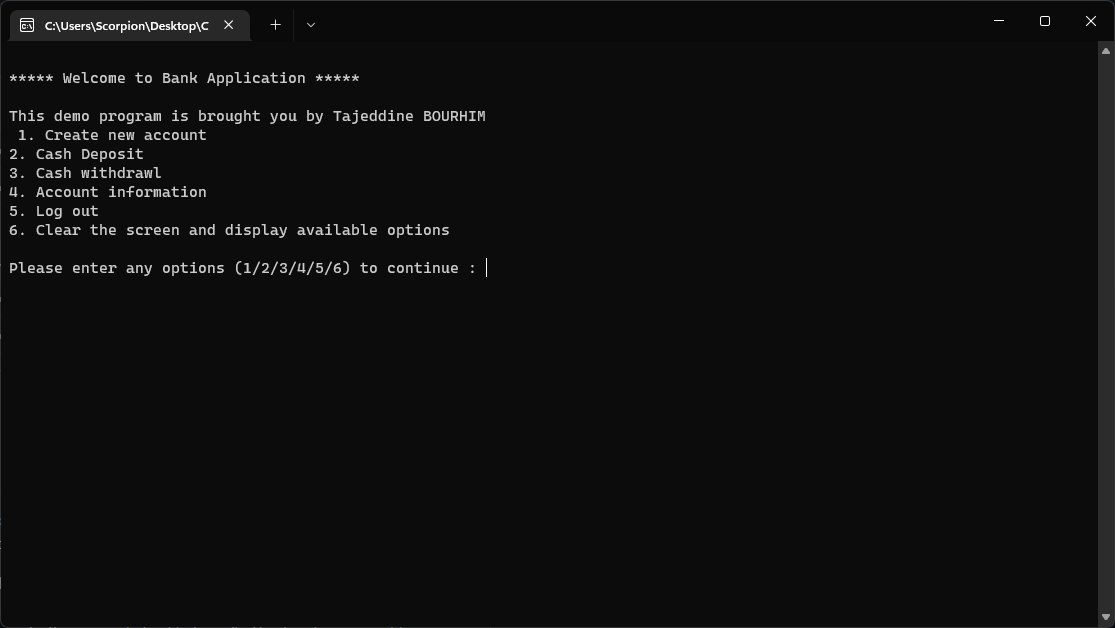 C:\Users\Scorpion\Desktop\C
***** Welcome to Bank Application *****
This demo program is brought you by Tajeddine BOURHIM
1. Create new account
2. Cash Deposit
3. Cash withdrawl
4. Account information
5. Log out
6. Clear the screen and display available options
Please enter any options (1/2/3/4/5/6) to continue :